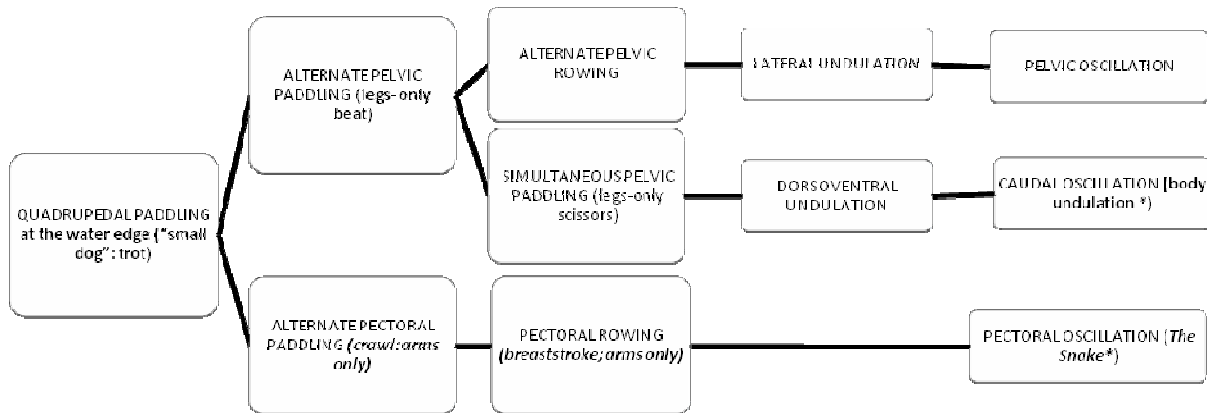 QUADRUPEDAL PADDLING
at the water edge ("small
dog": trot)
ALTERNATE PELVIC
PADDLING (legs-only
beat)
ALTERNATE PELVIC
ROWING
LATERAL UNDULATION
PELVIC OSCILLATION
SIMULTANEOUS PELVIC
PADDLING (legs-only
scissors)
DORSOVENTRAL
UNDULATION
CAUDAL OSCILLATION [body
undulation *)
ALTERNATE PECTORAL
PADDLING (crawl: arms
only)
PECTORAL ROWING
(breaststroke; arms only)
PECTORAL OSCILLATION (The
Snake*)